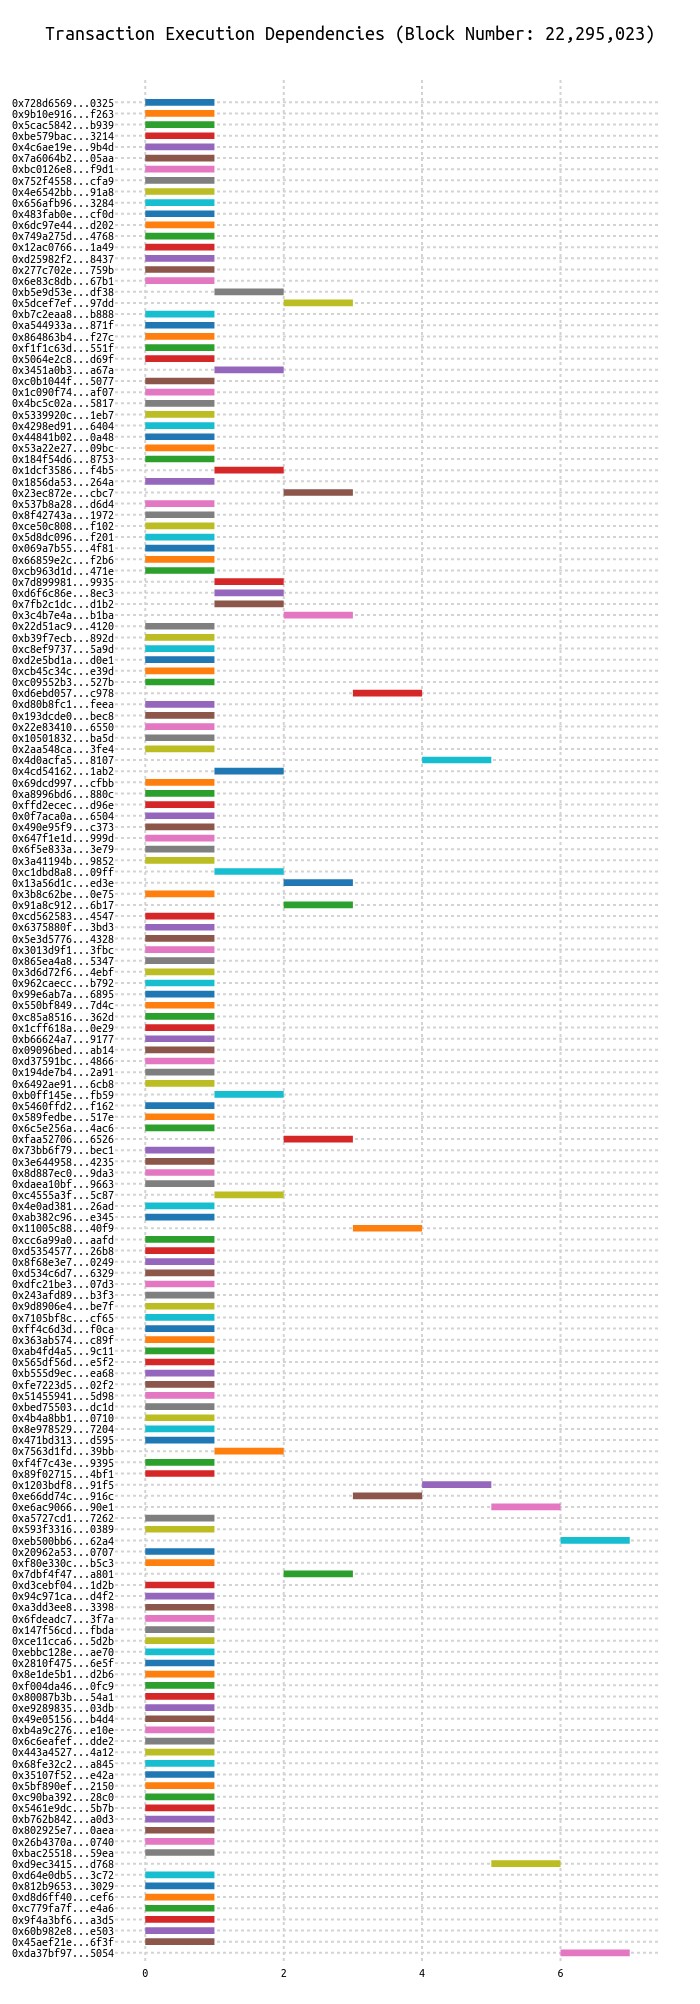 Transaction Execution Dependencies (Block Number: 22,295,023)
0x728d6569...0325
0x9b10e916...f263
0x5cac5842...b939
0xbe579bac...3214
0x4c6ae19e...9b4d
0x7a6064b2...05aa
0xbc0126e8...f9d1
0x752f4558...cfa9
0x4e6542bb...91a8
0x656afb96...3284
0x483fab0e...cf0d
0x6dc97e44...d202
0x749a275d...4768
0x12ac0766...1a49
0xd25982f2...8437
0x277c702e...759b
0x6e83c8db...67b1
0xb5e9d53e...df38
0x5dcef7ef...97dd
0xb7c2eaa8...b888
0xa544933a...871f
0x864863b4...f27c
0xf1f1c63d...551f
0x5064e2c8...d69f
0x3451a0b3...a67a
0xc0b1044f...5077
0x1c090f74...af07
0x4bc5c02a...5817
0x5339920c...1eb7
0x4298ed91...6404
0x44841b02...0a48
0x53a22e27...09bc
0x184f54d6...8753
0x1dcf3586...f4b5
0x1856da53...264a
0x23ec872e...cbc7
0x537b8a28...d6d4
0x8f42743a...1972
0xce50c808...f102
0x5d8dc096...f201
0x069a7b55...4f81
0x66859e2c...f2b6
0xcb963d1d...471e
0x7d899981...9935
0xd6f6c86e...8ec3
0x7fb2c1dc...d1b2
0x3c4b7e4a...b1ba
0x22d51ac9...4120
0xb39f7ecb...892d
0xc8ef9737...5a9d
0xd2e5bd1a...d0e1
0xcb45c34c...e39d
0xc09552b3...527b
0xd6ebd057...c978
0xd80b8fc1...feea
0x193dcde0...bec8
0x22e83410...6550
0x10501832...ba5d
0x2aa548ca...3fe4
0x4d0acfa5...8107
0x4cd54162...1ab2
0x69dcd997...cfbb
0xa8996bd6...880c
0xffd2ecec...d96e
0x0f7aca0a...6504
0x490e95f9...c373
0x647f1e1d...999d
0x6f5e833a...3e79
0x3a41194b...9852
0xc1dbd8a8...09ff
0x13a56d1c...ed3e
0x3b8c62be...0e75
0x91a8c912...6b17
0xcd562583...4547
0x6375880f...3bd3
0x5e3d5776...4328
0x3013d9f1...3fbc
0x865ea4a8...5347
0x3d6d72f6...4ebf
0x962caecc...b792
0x99e6ab7a...6895
0x550bf849...7d4c
0xc85a8516...362d
0x1cff618a...0e29
0xb66624a7...9177
0x09096bed...ab14
0xd37591bc...4866
0x194de7b4...2a91
0x6492ae91...6cb8
0xb0ff145e...fb59
0x5460ffd2...f162
0x589fedbe...517e
0x6c5e256a...4ac6
0xfaa52706...6526
0x73bb6f79...bec1
0x3e644958...4235
0x8d887ec0...9da3
0xdaea10bf...9663
0xc4555a3f...5c87
0x4e0ad381...26ad
0xab382c96...e345
0x11005c88...40f9
0xcc6a99a0...aafd
0xd5354577...26b8
0x8f68e3e7...0249
0xd534c6d7...6329
0xdfc21be3...07d3
0x243afd89...b3f3
0x9d8906e4...be7f
0x7105bf8c...cf65
0xff4c6d3d...f0ca
0x363ab574...c89f
0xab4fd4a5...9c11
0x565df56d...e5f2
0xb555d9ec...ea68
0xfe7223d5...02f2
0x51455941...5d98
0xbed75503...dc1d
0x4b4a8bb1...0710
0x8e978529...7204
0x471bd313...d595
0x7563d1fd...39bb
0xf4f7c43e...9395
0x89f02715...4bf1
0x1203bdf8...91f5
0xe66dd74c...916c
0xe6ac9066...90e1
0xa5727cd1...7262
0x593f3316...0389
0xeb500bb6...62a4
0x20962a53...0707
0xf80e330c...b5c3
0x7dbf4f47...a801
0xd3cebf04...1d2b
0x94c971ca...d4f2
0xa3dd3ee8...3398
0x6fdeadc7...3f7a
0x147f56cd...fbda
0xce11cca6...5d2b
0xebbc128e...ae70
0x2810f475...6e5f
0x8e1de5b1...d2b6
0xf004da46...0fc9
0x80087b3b...54a1
0xe9289835...03db
0x49e05156...b4d4
0xb4a9c276...e10e
0x6c6eafef...dde2
0x443a4527...4a12
0x68fe32c2...a845
0x35107f52...e42a
0x5bf890ef...2150
0xc90ba392...28c0
0x5461e9dc...5b7b
0xb762b842...a0d3
0x802925e7...0aea
0x26b4370a...0740
0xbac25518...59ea
0xd9ec3415...d768
0xd64e0db5...3c72
0x812b9653...3029
0xd8d6ff40...cef6
0xc779fa7f...e4a6
0x9f4a3bf6...a3d5
0x60b982e8...e503
0x45aef21e...6f3f
0xda37bf97...5054
0 2 4 6